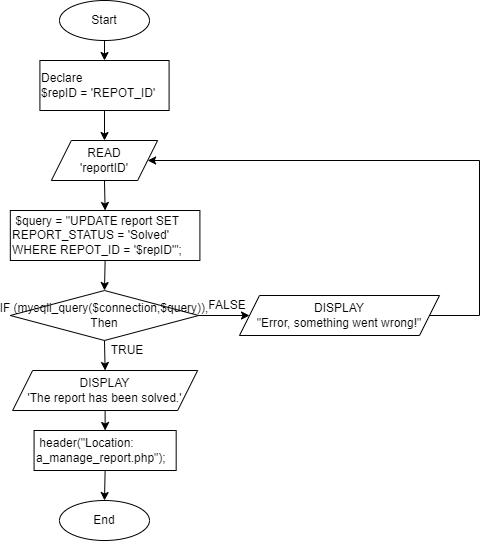 Start
Declare
$repID = 'REPOT_ID'
READ
'reportID'
$query = "UPDATE report SET
REPORT_STATUS = 'Solved'
WHERE REPOT_ID = '$repID'";
IF (mysqli_query($connection,$query)),
Then
FALSE
DISPLAY
"Error, something went wrong!"
TRUE
DISPLAY
'The report has been solved.'
header("Location:
a_manage_report.php");
End